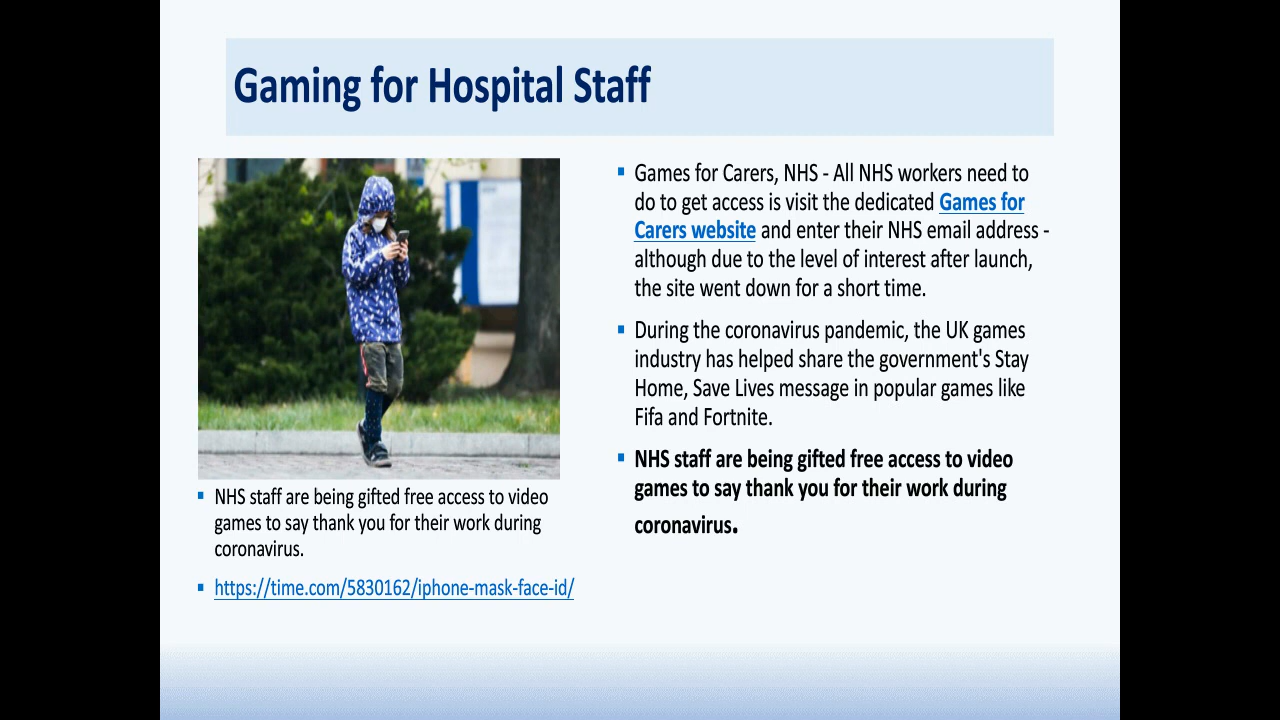 Gaming for Hospital Staff
NHS staff are being gifted free access to video
games to say thank you for their work during
coronavirus.
https://time.com/5830162/iphone-mask-face-id/
Games for Carers, NHS - All NHS workers need to
do to get access is visit the dedicated Games for
Carers website and enter their NHS email address -
although due to the level of interest after launch,
the site went down for a short time.
During the coronavirus pandemic, the UK games
industry has helped share the government's Stay
Home, Save Lives message in popular games like
Fifa and Fortnite.
NHS staff are being gifted free access to video
games to say thank you for their work during
coronavirus.